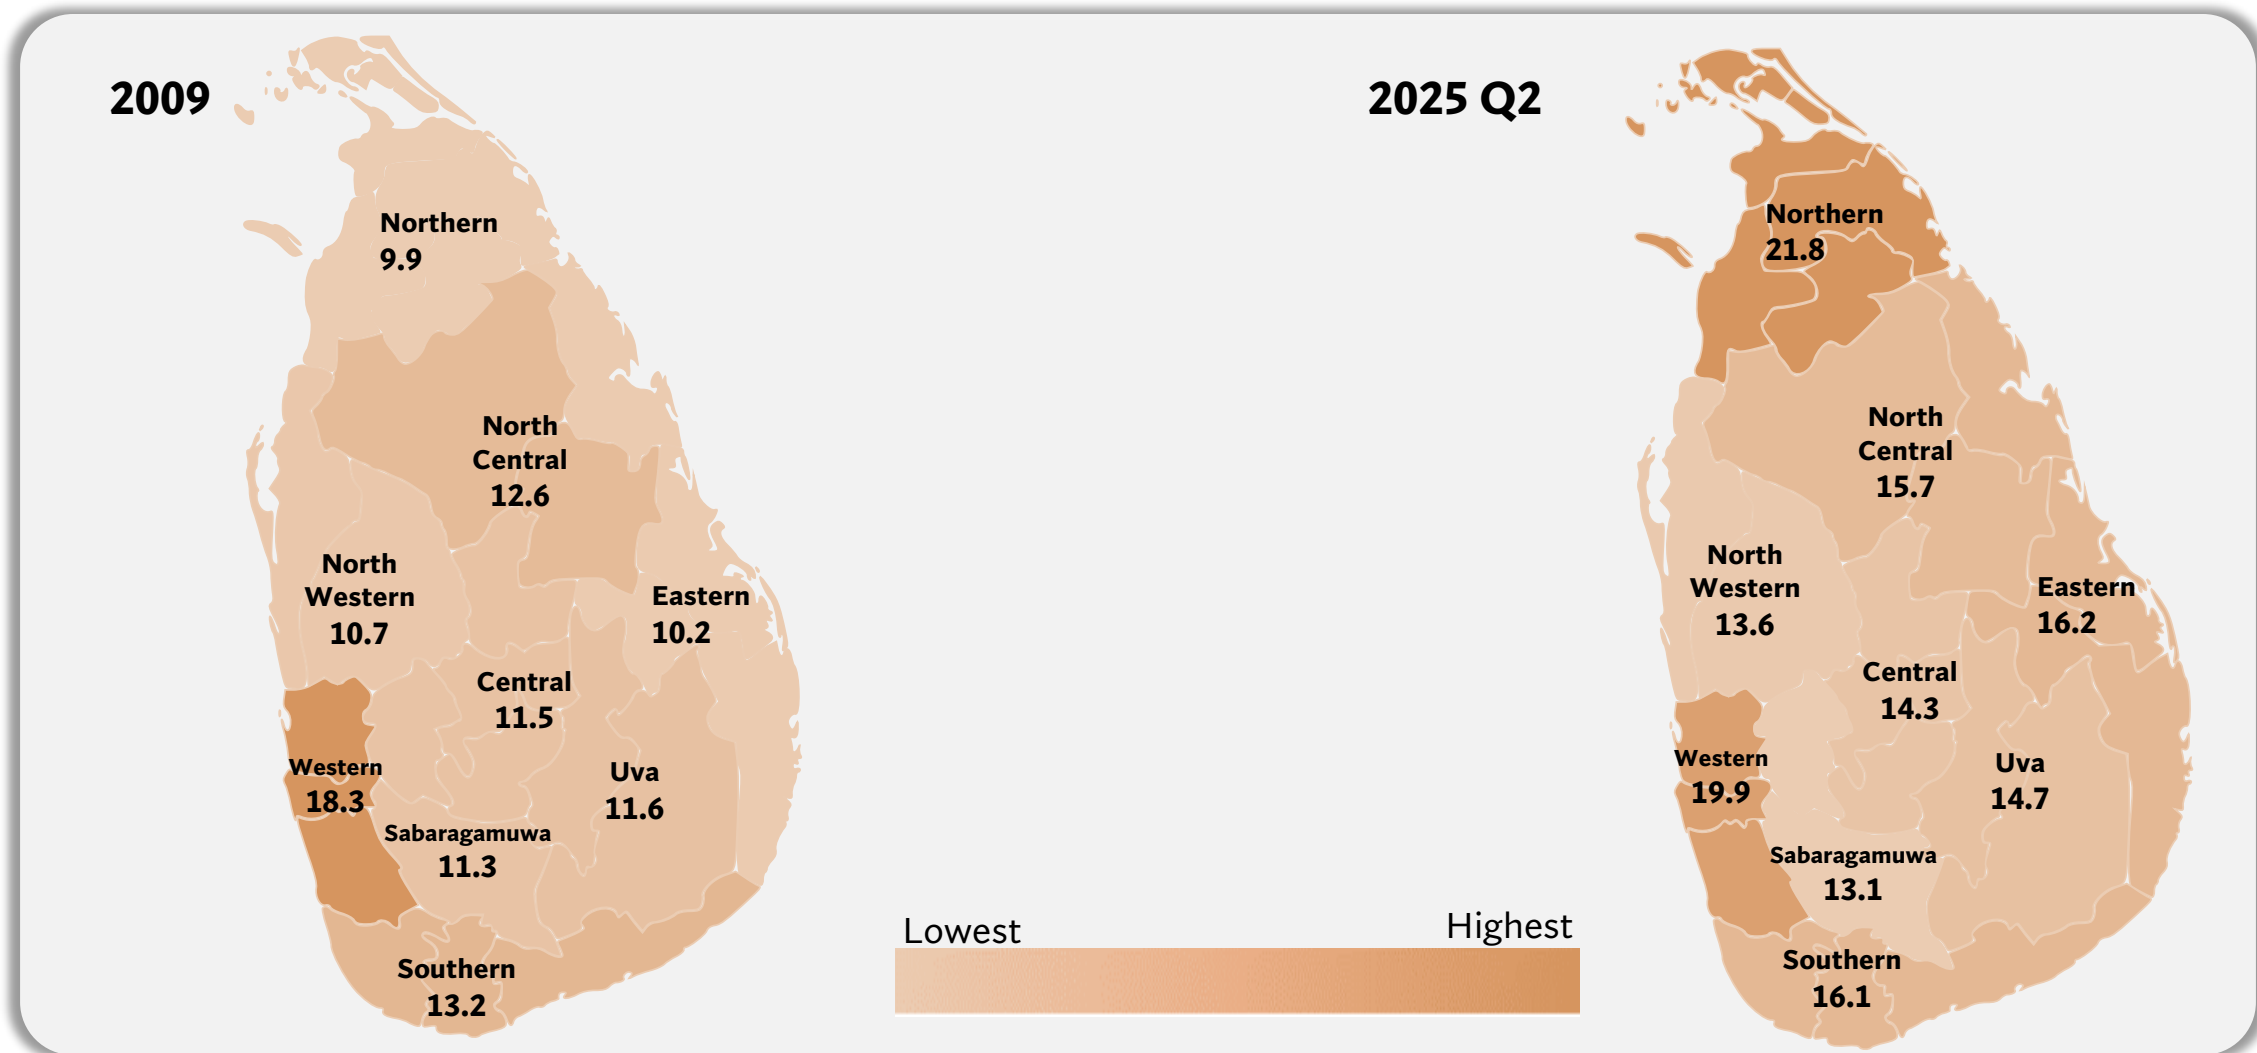 2009
Northern
9.9
North
Central
12.6
North
Western
10.7
Eastern
10.2
Central
11.5
Western
18.3
Uva
11.6
Sabaragamuwa
11.3
Southern
13.2
Lowest
Highest
2025 Q2
Northern
21.8
North
Central
15.7
North
Western
13.6
Eastern
16.2
Central
14.3
Western
19.9
Uva
14.7
Sabaragamuwa
13.1
Southern
16.1